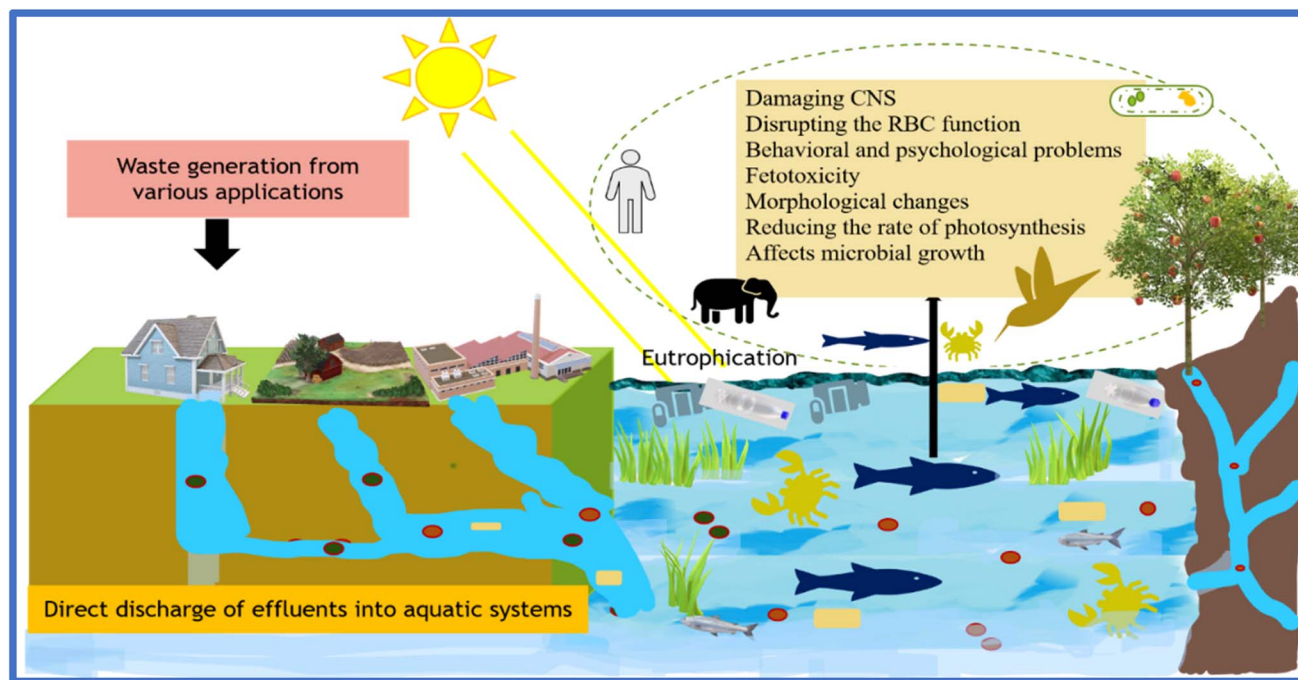 Waste generation from
various applications
Damaging CNS
Disrupting the RBC function
Behavioral and psychological problems
Fetotoxicity
Morphological changes
Reducing the rate of photosynthesis
Affects microbial growth
Eutrophication
Direct discharge of effluents into aquatic systems